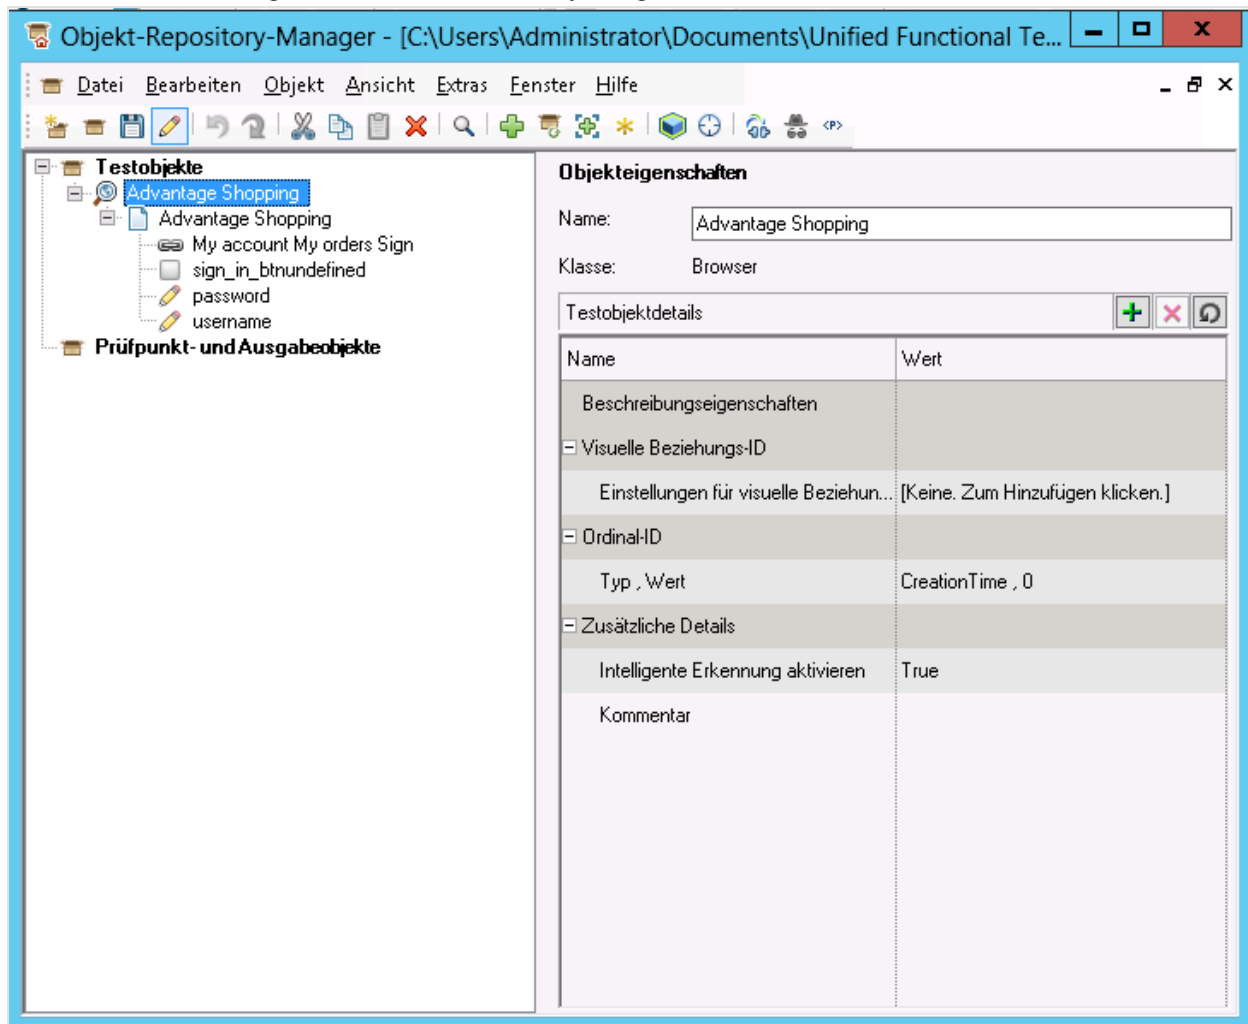 Objekt-Repository-Manager - [C:\Users\Administrator\Documents\Unified Functional Te...
Datei Bearbeiten Objekt Ansicht Extras Fenster Hilfe
<P>
Testobjekte
Advantage Shopping
Advantage Shopping
My account My orders Sign
sign_in_btnundefined
password
username
Prüfpunkt- und Ausgabeobjekte
Objekteigenschaften
Name: Advantage Shopping
Klasse: Browser
Testobjektdetails
Name Wert
Beschreibungseigenschaften
Visuelle Beziehungs-ID
Einstellungen für visuelle Beziehun... [Keine. Zum Hinzufügen klicken.]
Ordinal-ID
Typ , Wert CreationTime , 0
Zusätzliche Details
Intelligente Erkennung aktivieren True
Kommentar